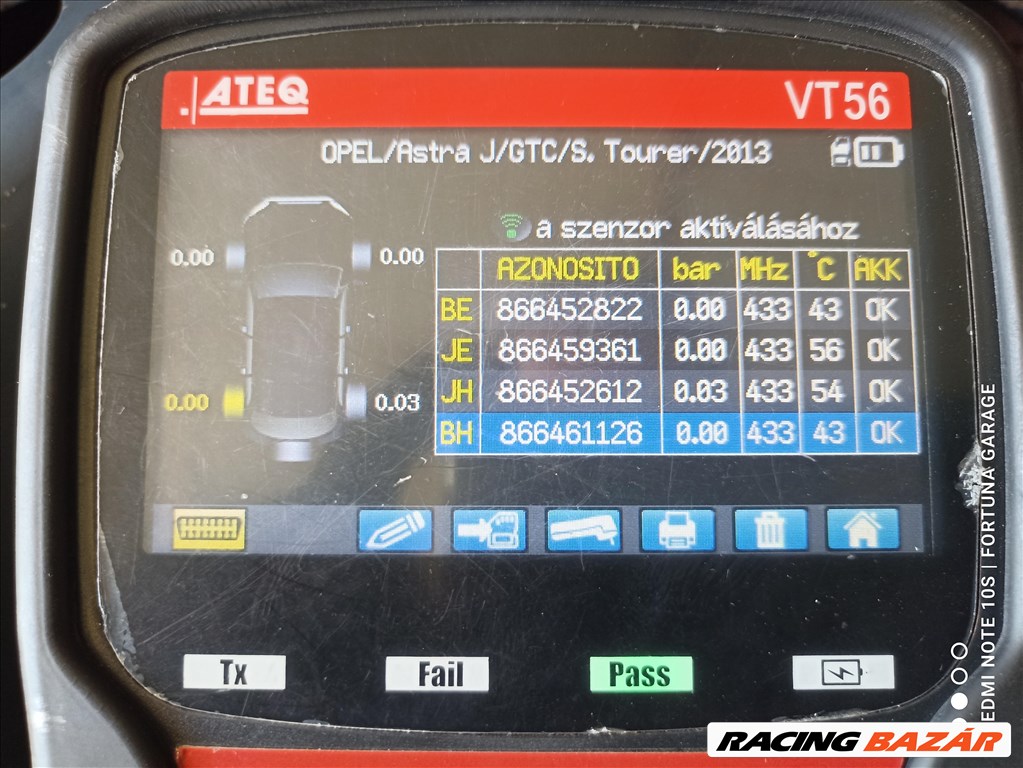 ATEQ VT56
OPEL/Astra J/GTC/S. Tourer/2013
a szenzor aktiválásához
0.00 0.00
0.00 0.03
AZONOSITO bar MHz °C AKK
BE 866452822 0.00 433 43 OK
JE 866459361 0.00 433 56 OK
JH 866452612 0.03 433 54 OK
BH 866461126 0.00 433 43 OK
Tx Fail Pass
EDMI NOTE 10S | FORTUNA GARAGE
RACING BAZÁR